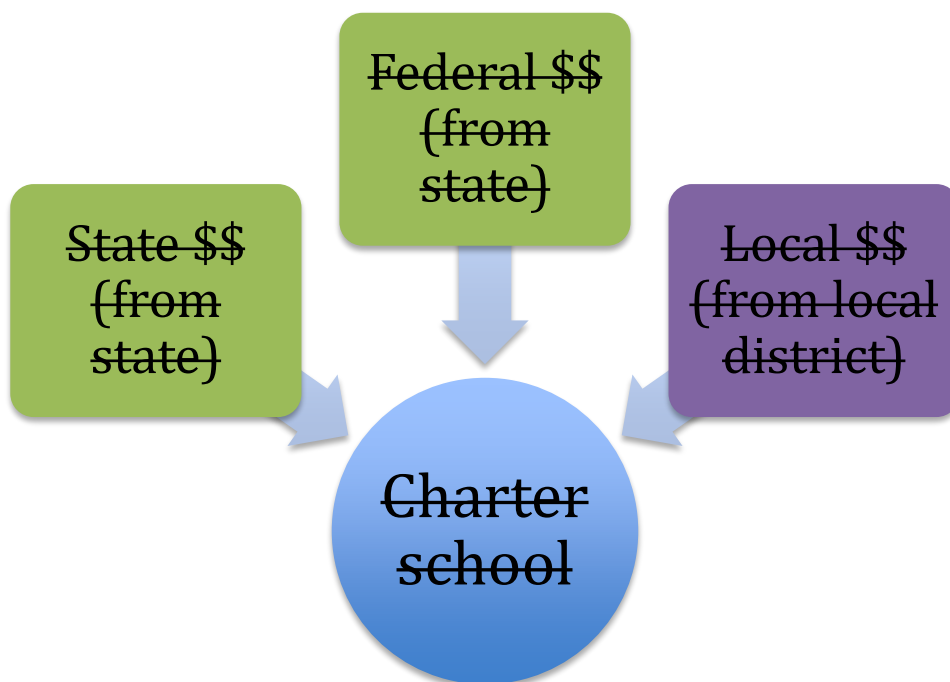 Federal $$
(from
state)
State $$
(from
state)
Local $$
(from local
district)
Charter
school